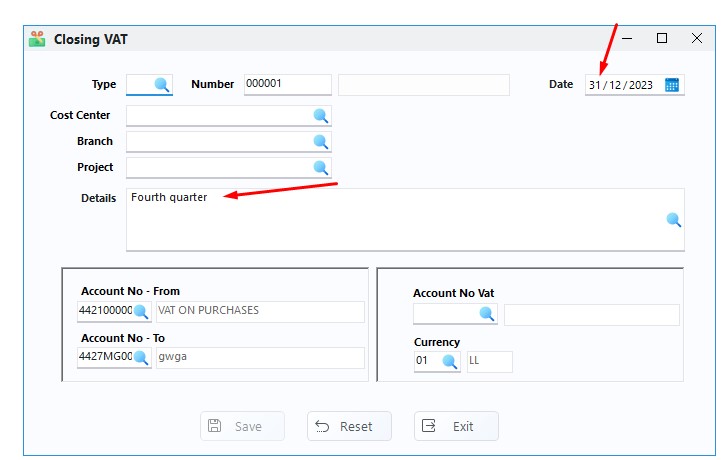 Closing VAT
Type Number 000001 Date 31/12/2023
Cost Center
Branch
Project
Details Fourth quarter
Account No - From
442100000 VAT ON PURCHASES
Account No - To
4427MG00 gwga
Account No Vat
Currency
01 LL
Save Reset Exit